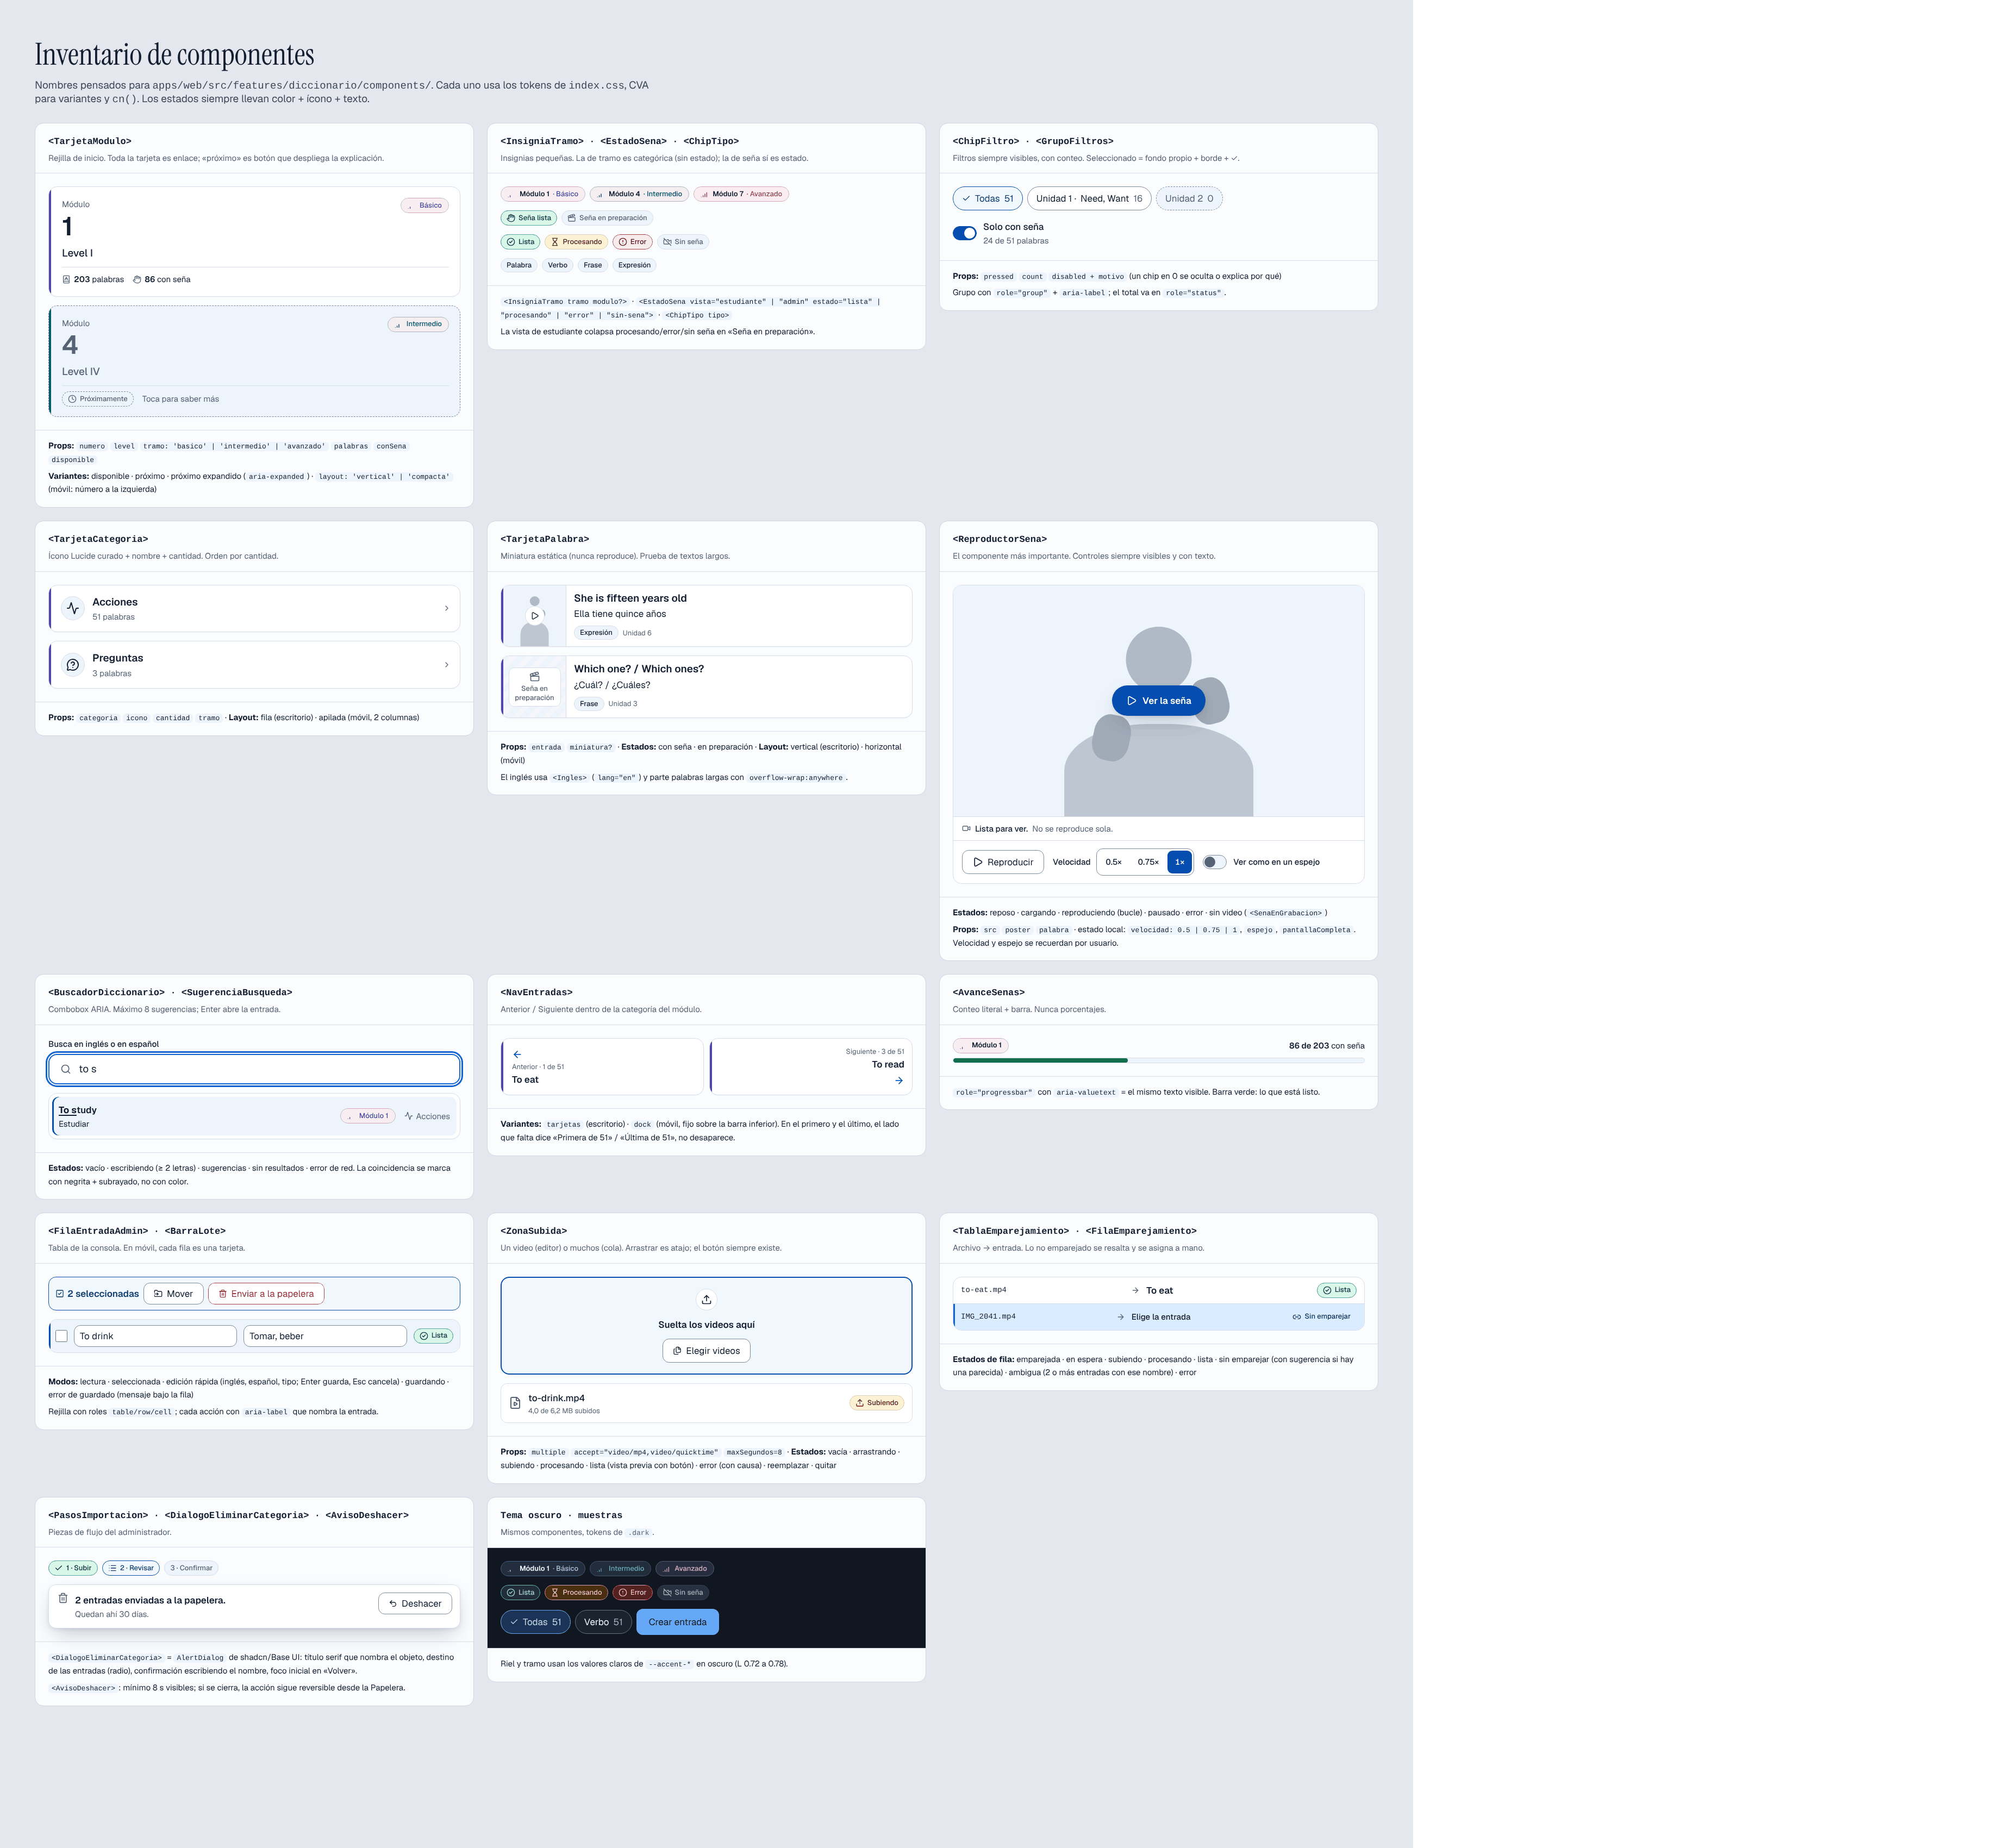 Inventario de componentes
Nombres pensados para apps/web/src/features/diccionario/components/. Cada uno usa los tokens de index.css, CVA
para variantes y cn(). Los estados siempre llevan color + ícono + texto.
<TarjetaModulo>
Rejilla de inicio. Toda la tarjeta es enlace; «próximo» es botón que despliega la explicación.
Módulo
Básico
1
Level I
203 palabras 86 con seña
Módulo
Intermedio
4
Level IV
Próximamente Toca para saber más
Props: numero level tramo: 'basico' | 'intermedio' | 'avanzado' palabras conSena
disponible
Variantes: disponible · próximo · próximo expandido ( aria-expanded ) · layout: 'vertical' | 'compacta'
(móvil: número a la izquierda)
<InsigniaTramo> · <EstadoSena> · <ChipTipo>
Insignias pequeñas. La de tramo es categórica (sin estado); la de seña sí es estado.
Módulo 1 · Básico Módulo 4 · Intermedio Módulo 7 · Avanzado
Seña lista Seña en preparación
Lista Procesando Error Sin seña
Palabra Verbo Frase Expresión
<InsigniaTramo tramo modulo?> · <EstadoSena vista="estudiante" | "admin" estado="lista" |
"procesando" | "error" | "sin-sena"> · <ChipTipo tipo>
La vista de estudiante colapsa procesando/error/sin seña en «Seña en preparación».
<ChipFiltro> · <GrupoFiltros>
Filtros siempre visibles, con conteo. Seleccionado = fondo propio + borde + ✓.
Todas 51 Unidad 1 · Need, Want 16 Unidad 2 0
Solo con seña
24 de 51 palabras
Props: pressed count disabled + motivo (un chip en 0 se oculta o explica por qué)
Grupo con role="group" + aria-label ; el total va en role="status" .
<TarjetaCategoria>
Ícono Lucide curado + nombre + cantidad. Orden por cantidad.
Acciones
51 palabras
Preguntas
3 palabras
Props: categoria icono cantidad tramo · Layout: fila (escritorio) · apilada (móvil, 2 columnas)
<TarjetaPalabra>
Miniatura estática (nunca reproduce). Prueba de textos largos.
She is fifteen years old
Ella tiene quince años
Expresión Unidad 6
Seña en
preparación
Which one? / Which ones?
¿Cuál? / ¿Cuáles?
Frase Unidad 3
Props: entrada miniatura? · Estados: con seña · en preparación · Layout: vertical (escritorio) · horizontal
(móvil)
El inglés usa <Ingles> ( lang="en" ) y parte palabras largas con overflow-wrap:anywhere .
<ReproductorSena>
El componente más importante. Controles siempre visibles y con texto.
Ver la seña
Lista para ver. No se reproduce sola.
Reproducir Velocidad 0.5× 0.75× 1× Ver como en un espejo
Estados: reposo · cargando · reproduciendo (bucle) · pausado · error · sin video ( <SenaEnGrabacion> )
Props: src poster palabra · estado local: velocidad: 0.5 | 0.75 | 1 , espejo , pantallaCompleta .
Velocidad y espejo se recuerdan por usuario.
<BuscadorDiccionario> · <SugerenciaBusqueda>
Combobox ARIA. Máximo 8 sugerencias; Enter abre la entrada.
Busca en inglés o en español
to s
To study
Estudiar
Módulo 1 Acciones
Estados: vacío · escribiendo (≥ 2 letras) · sugerencias · sin resultados · error de red. La coincidencia se marca
con negrita + subrayado, no con color.
<NavEntradas>
Anterior / Siguiente dentro de la categoría del módulo.
Anterior · 1 de 51
To eat
Siguiente · 3 de 51
To read
Variantes: tarjetas (escritorio) · dock (móvil, fijo sobre la barra inferior). En el primero y el último, el lado
que falta dice «Primera de 51» / «Última de 51», no desaparece.
<AvanceSenas>
Conteo literal + barra. Nunca porcentajes.
Módulo 1 86 de 203 con seña
role="progressbar" con aria-valuetext = el mismo texto visible. Barra verde: lo que está listo.
<FilaEntradaAdmin> · <BarraLote>
Tabla de la consola. En móvil, cada fila es una tarjeta.
2 seleccionadas Mover Enviar a la papelera
To drink Tomar, beber Lista
Modos: lectura · seleccionada · edición rápida (inglés, español, tipo; Enter guarda, Esc cancela) · guardando ·
error de guardado (mensaje bajo la fila)
Rejilla con roles table/row/cell ; cada acción con aria-label que nombra la entrada.
<ZonaSubida>
Un video (editor) o muchos (cola). Arrastrar es atajo; el botón siempre existe.
Suelta los videos aquí
Elegir videos
to-drink.mp4
4,0 de 6,2 MB subidos
Subiendo
Props: multiple accept="video/mp4,video/quicktime" maxSegundos=8 · Estados: vacía · arrastrando ·
subiendo · procesando · lista (vista previa con botón) · error (con causa) · reemplazar · quitar
<TablaEmparejamiento> · <FilaEmparejamiento>
Archivo → entrada. Lo no emparejado se resalta y se asigna a mano.
to-eat.mp4 → To eat Lista
IMG_2041.mp4 → Elige la entrada Sin emparejar
Estados de fila: emparejada · en espera · subiendo · procesando · lista · sin emparejar (con sugerencia si hay
una parecida) · ambigua (2 o más entradas con ese nombre) · error
<PasosImportacion> · <DialogoEliminarCategoria> · <AvisoDeshacer>
Piezas de flujo del administrador.
1 · Subir 2 · Revisar 3 · Confirmar
2 entradas enviadas a la papelera.
Quedan ahí 30 días.
Deshacer
<DialogoEliminarCategoria> = AlertDialog de shadcn/Base UI: título serif que nombra el objeto, destino
de las entradas (radio), confirmación escribiendo el nombre, foco inicial en «Volver».
<AvisoDeshacer> : mínimo 8 s visibles; si se cierra, la acción sigue reversible desde la Papelera.
Tema oscuro · muestras
Mismos componentes, tokens de .dark .
Módulo 1 · Básico Intermedio Avanzado
Lista Procesando Error Sin seña
Todas 51 Verbo 51 Crear entrada
Riel y tramo usan los valores claros de --accent-* en oscuro (L 0.72 a 0.78).